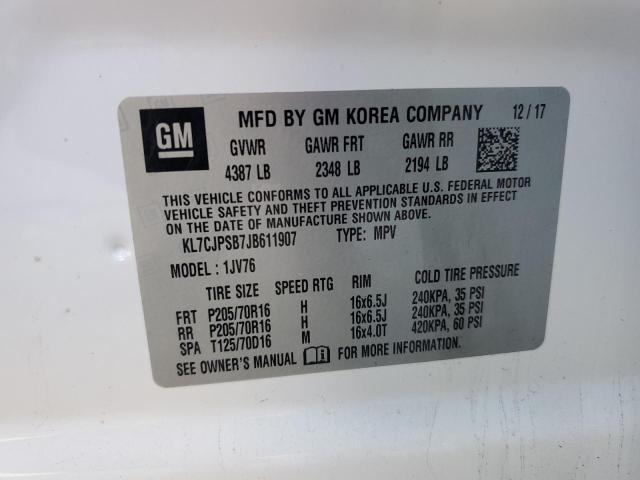 GM
MFD BY GM KOREA COMPANY 12/17
GVWR GAWR FRT GAWR RR
4387 LB 2348 LB 2194 LB
THIS VEHICLE CONFORMS TO ALL APPLICABLE U.S. FEDERAL MOTOR
VEHICLE SAFETY AND THEFT PREVENTION STANDARDS IN EFFECT
ON THE DATE OF MANUFACTURE SHOWN ABOVE.
KL7CJPSB7JB611907 TYPE: MPV
MODEL : 1JV76
TIRE SIZE SPEED RTG RIM COLD TIRE PRESSURE
FRT P205/70R16 H 16x6.5J 240KPA, 35 PSI
RR P205/70R16 H 16x6.5J 240KPA, 35 PSI
SPA T125/70D16 M 16x4.0T 420KPA, 60 PSI
SEE OWNER'S MANUAL FOR MORE INFORMATION.